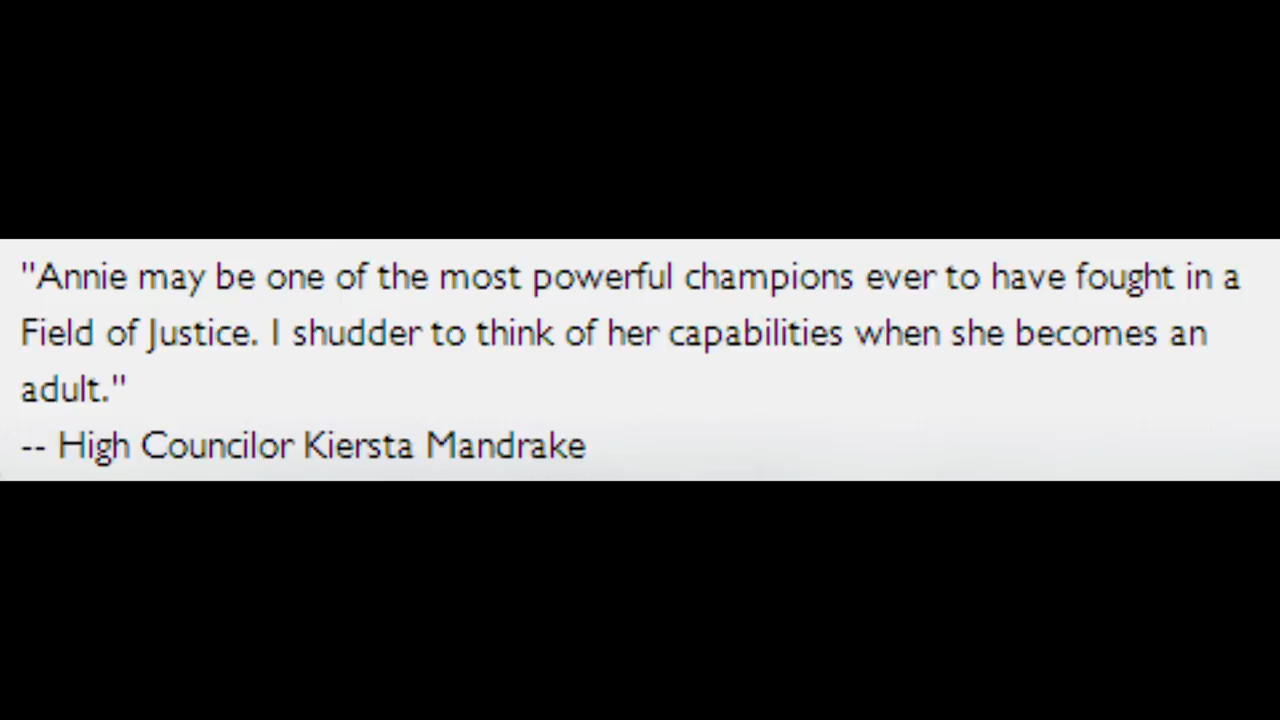 "Annie may be one of the most powerful champions ever to have fought in a
Field of Justice. I shudder to think of her capabilities when she becomes an
adult."
-- High Councilor Kiersta Mandrake